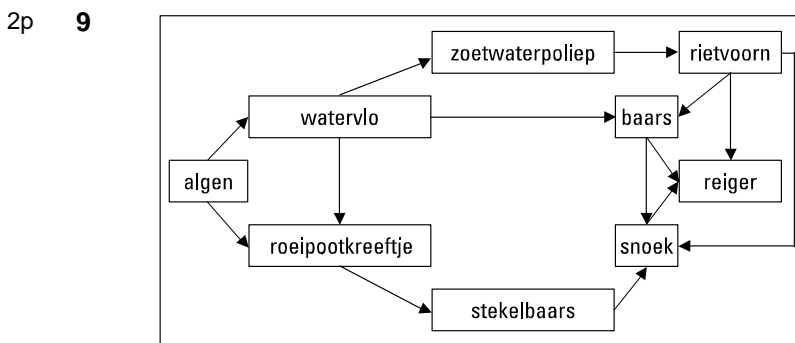 2p 9
zoetwaterpoliep rietvoorn
watervlo baars
algen reiger
roeipootkreeftje snoek
stekelbaars